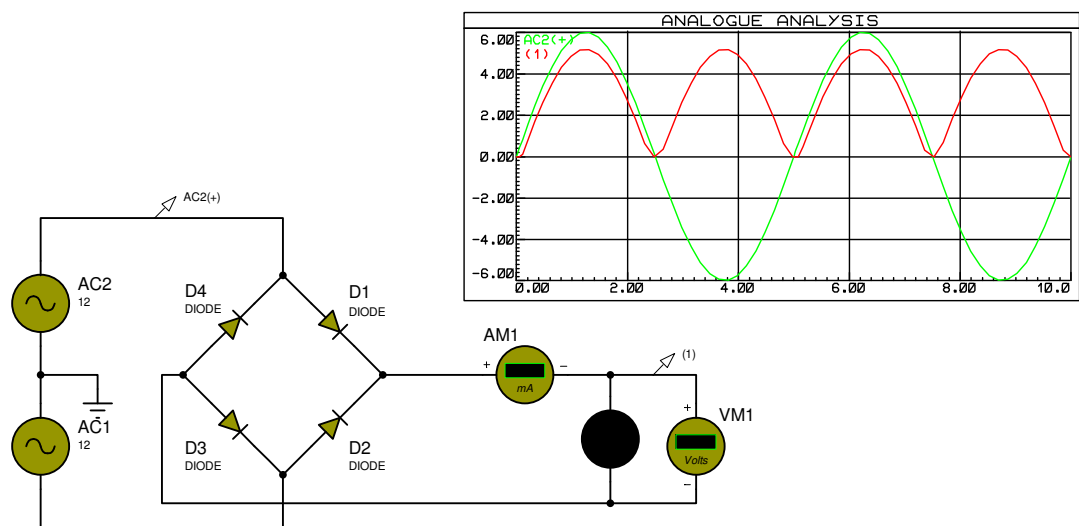 ANALOGUE ANALYSIS
6.00
AC2(+)
(1)
4.00
2.00
0.00
-2.00
-4.00
-6.00
0.00 2.00 4.00 6.00 8.00 10.0
AC2(+)
AC2
12
AC1
12
D4
DIODE
D1
DIODE
D3
DIODE
D2
DIODE
AM1
+ −
mA
(1)
VM1
+
Volts
−